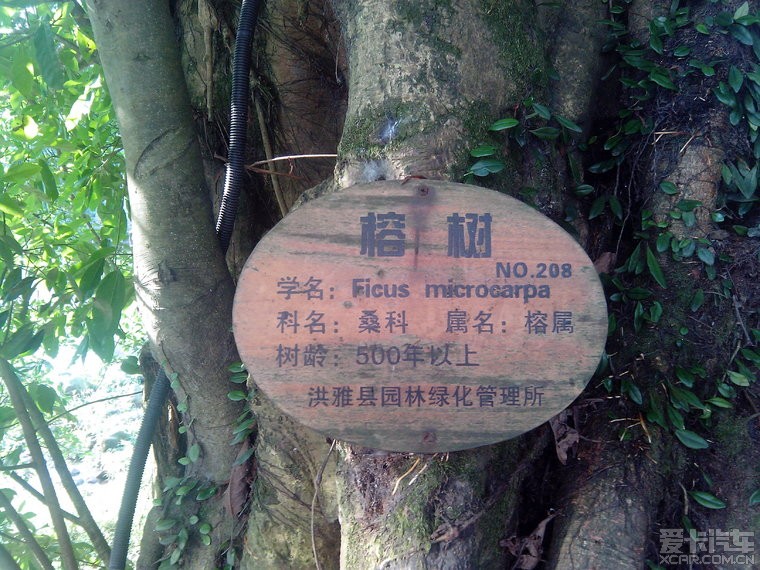 榕树
NO.208
学名：Ficus microcarpa
科名：桑科 属名：榕属
树龄：500年以上
洪雅县园林绿化管理所
爱卡汽车
XCAR.COM.CN